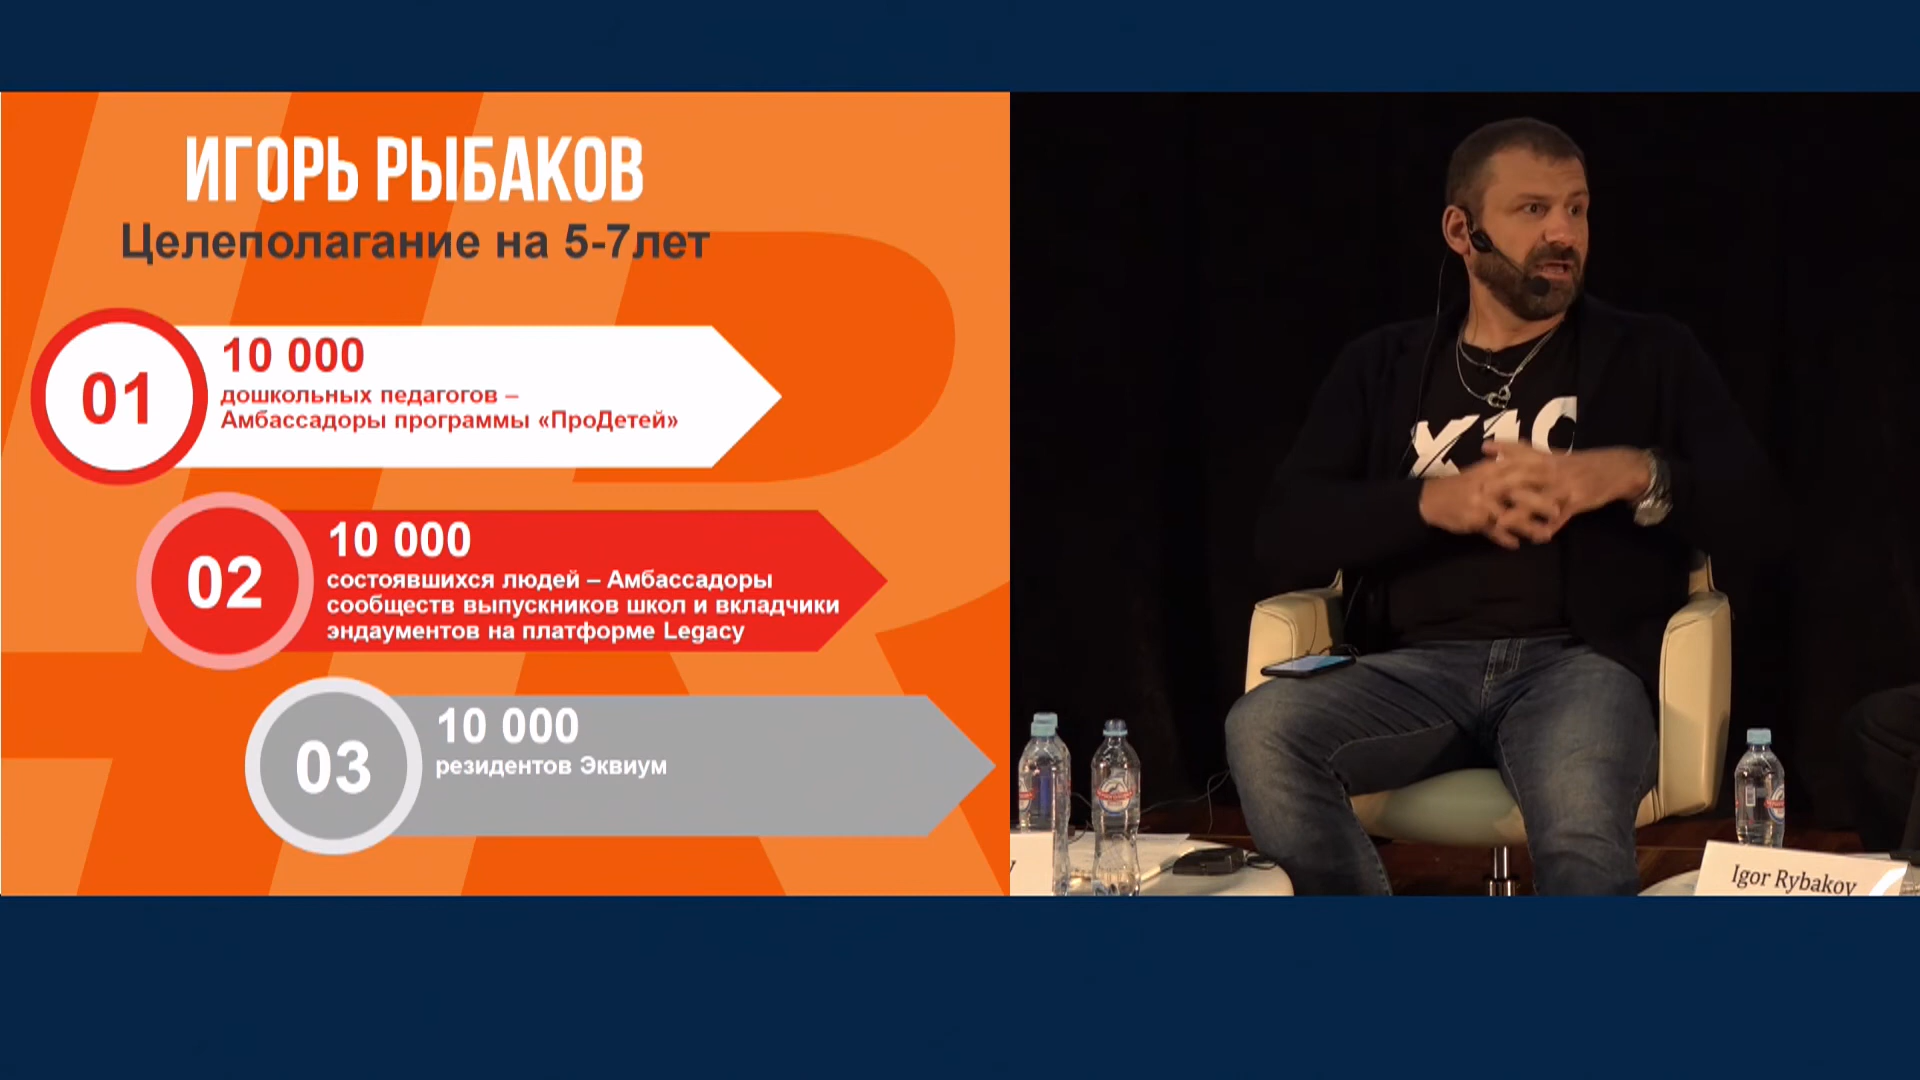 ИГОРЬ РЫБАКОВ
Целеполагание на 5-7лет
01
10 000
дошкольных педагогов –
Амбассадоры программы «ПроДетей»
02
10 000
состоявшихся людей – Амбассадоры
сообществ выпускников школ и вкладчики
эндаументов на платформе Legacy
03
10 000
резидентов Эквиум
X10
Igor Rybakov